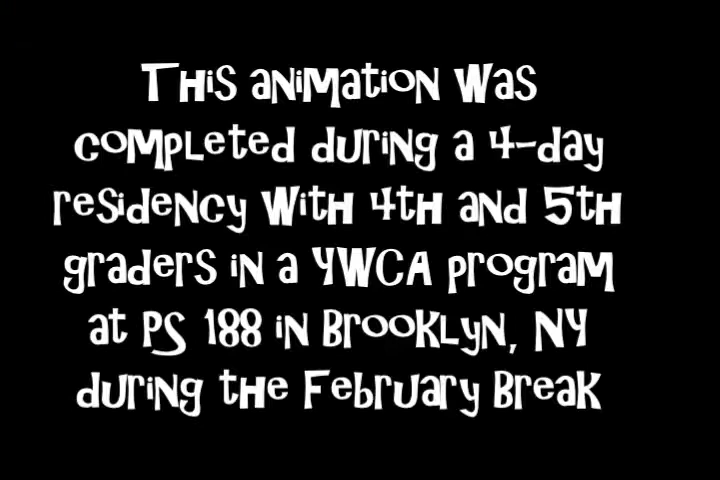 This animation was
completed during a 4-day
residency with 4th and 5th
graders in a YWCA program
at PS 188 in Brooklyn, NY
during the February Break